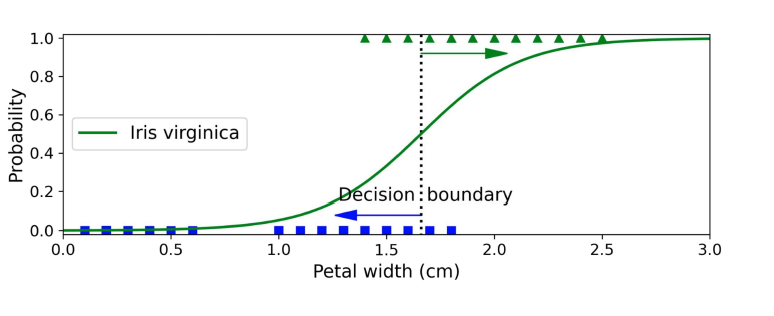 1.0
0.8
0.6
0.4
0.2
0.0
Probability
Iris virginica
Decision boundary
0.0 0.5 1.0 1.5 2.0 2.5 3.0
Petal width (cm)